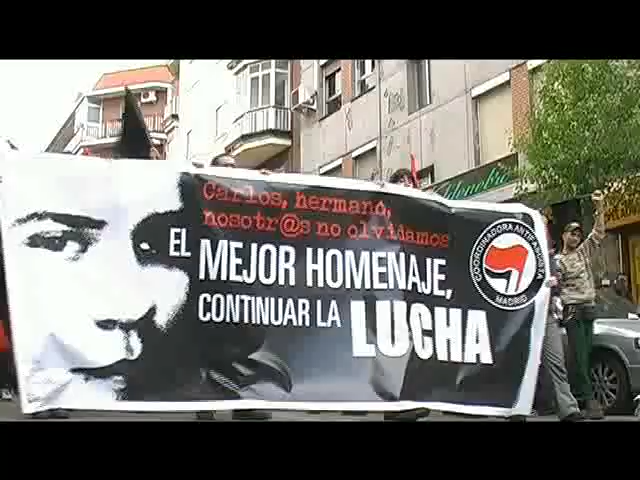 Carlos, hermano,
nosotr@s no olvidamos
EL MEJOR HOMENAJE,
CONTINUAR LA LUCHA
COORDINADORA ANTIFASCISTA
MADRID